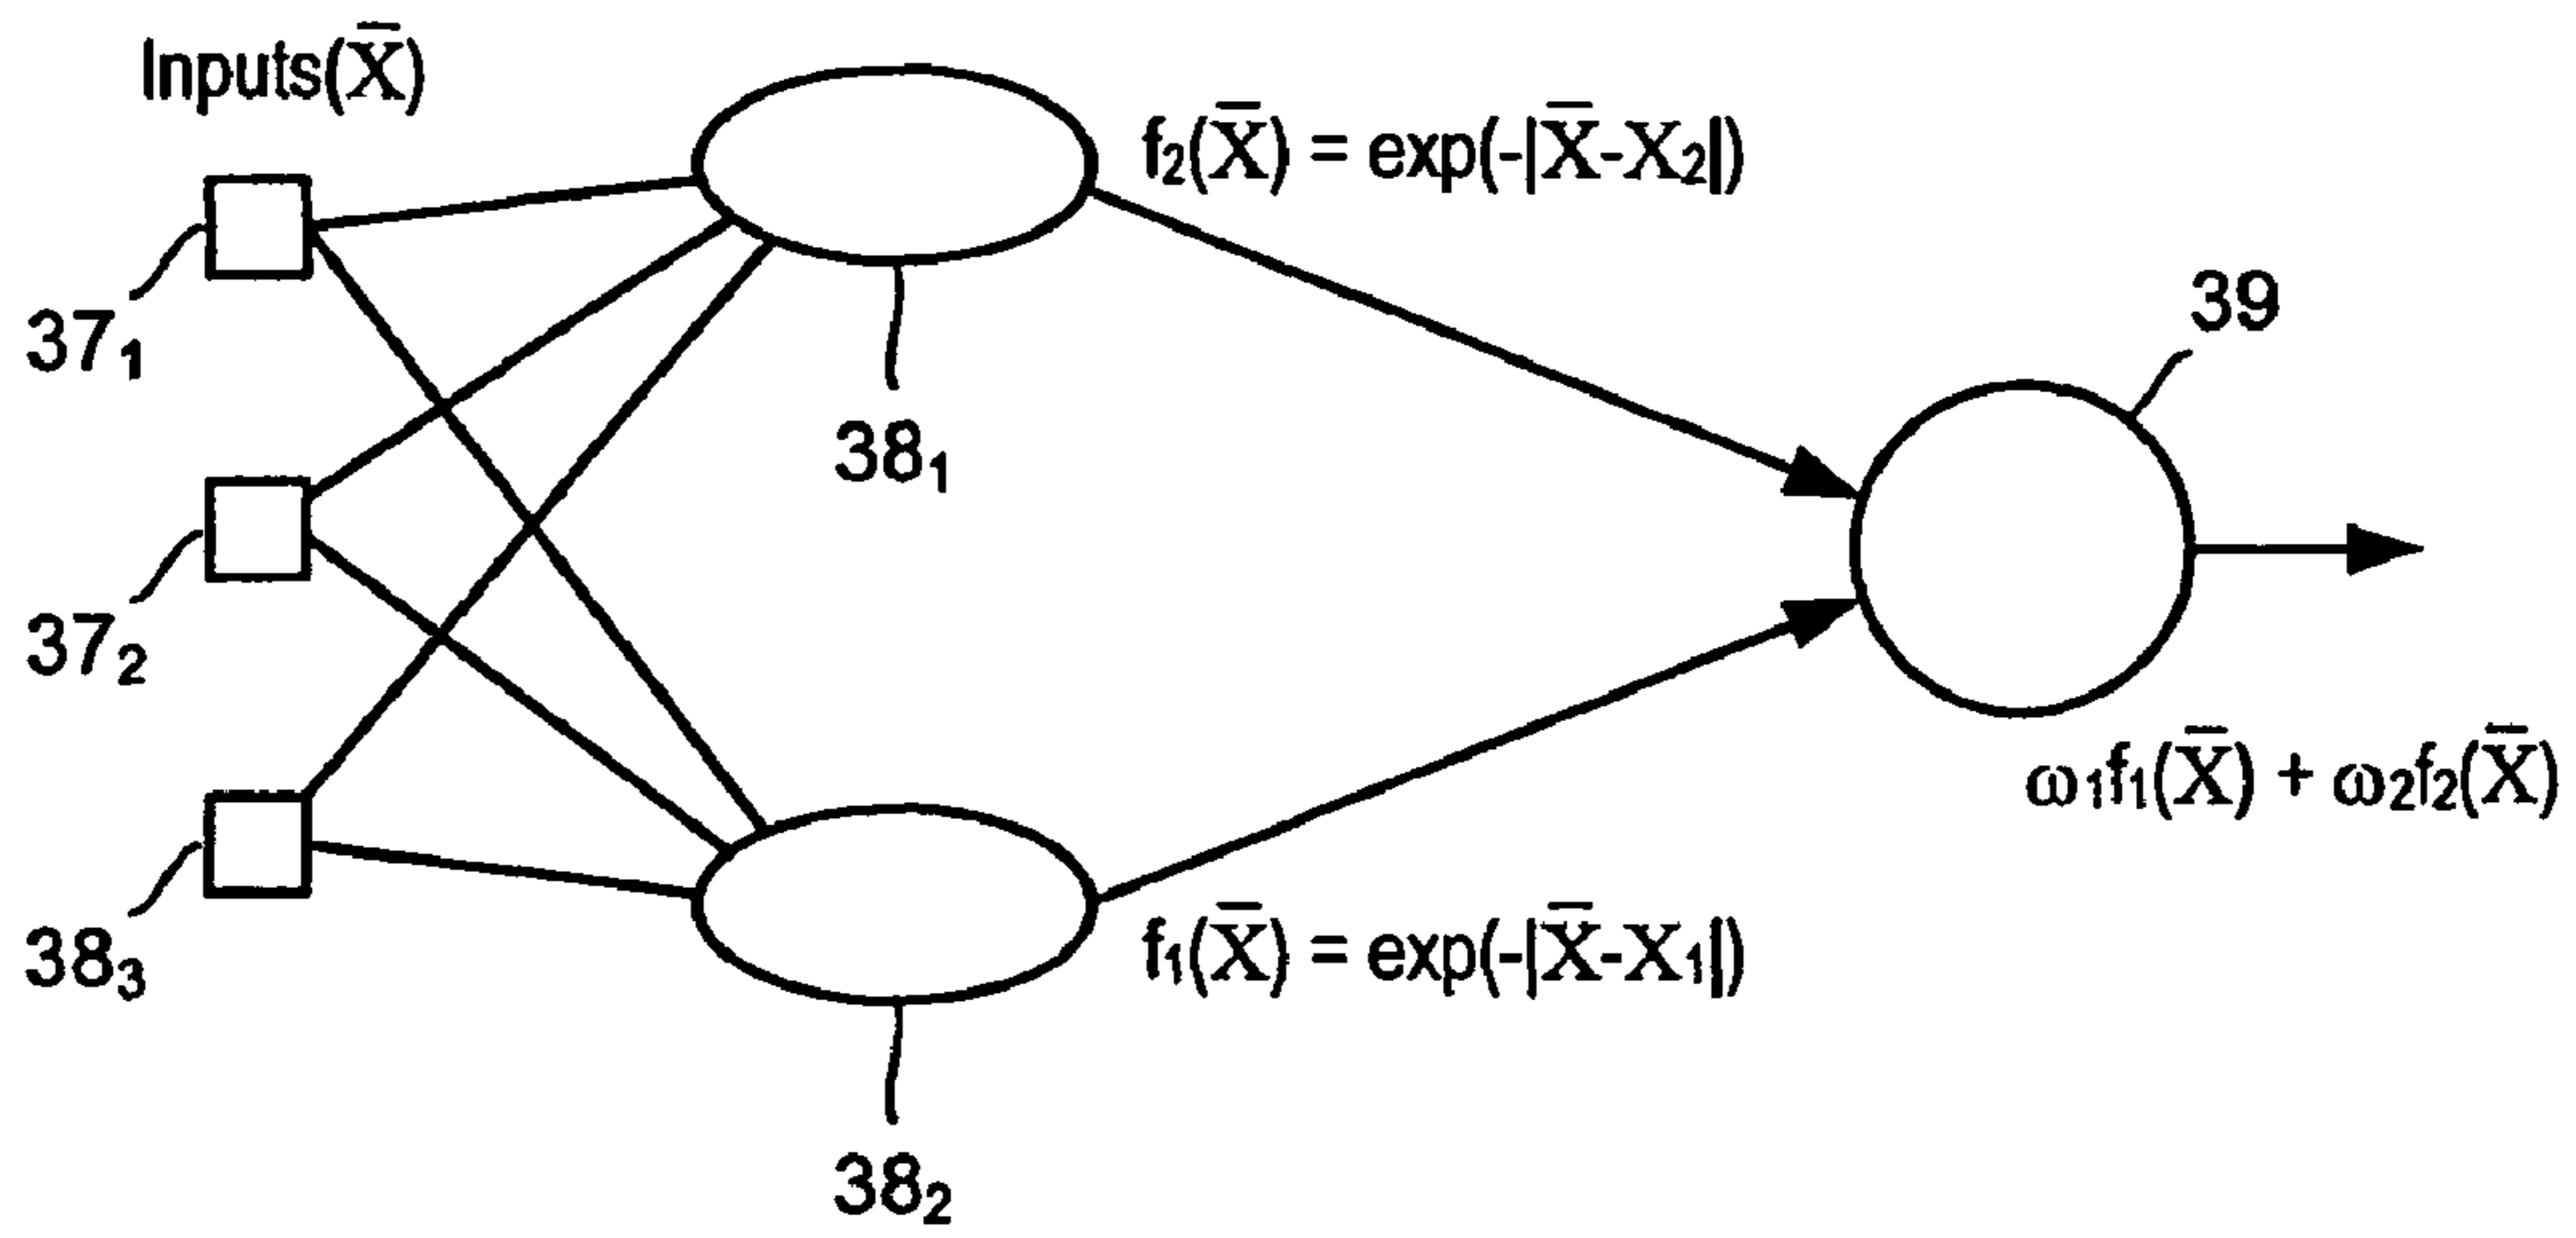 Inputs(X̅)
f₂(X̅) = exp(-|X̅-X₂|)
37₁
38₁
39
37₂
ω₁f₁(X̅) + ω₂f₂(X̅)
38₃
f₁(X̅) = exp(-|X̅-X₁|)
38₂